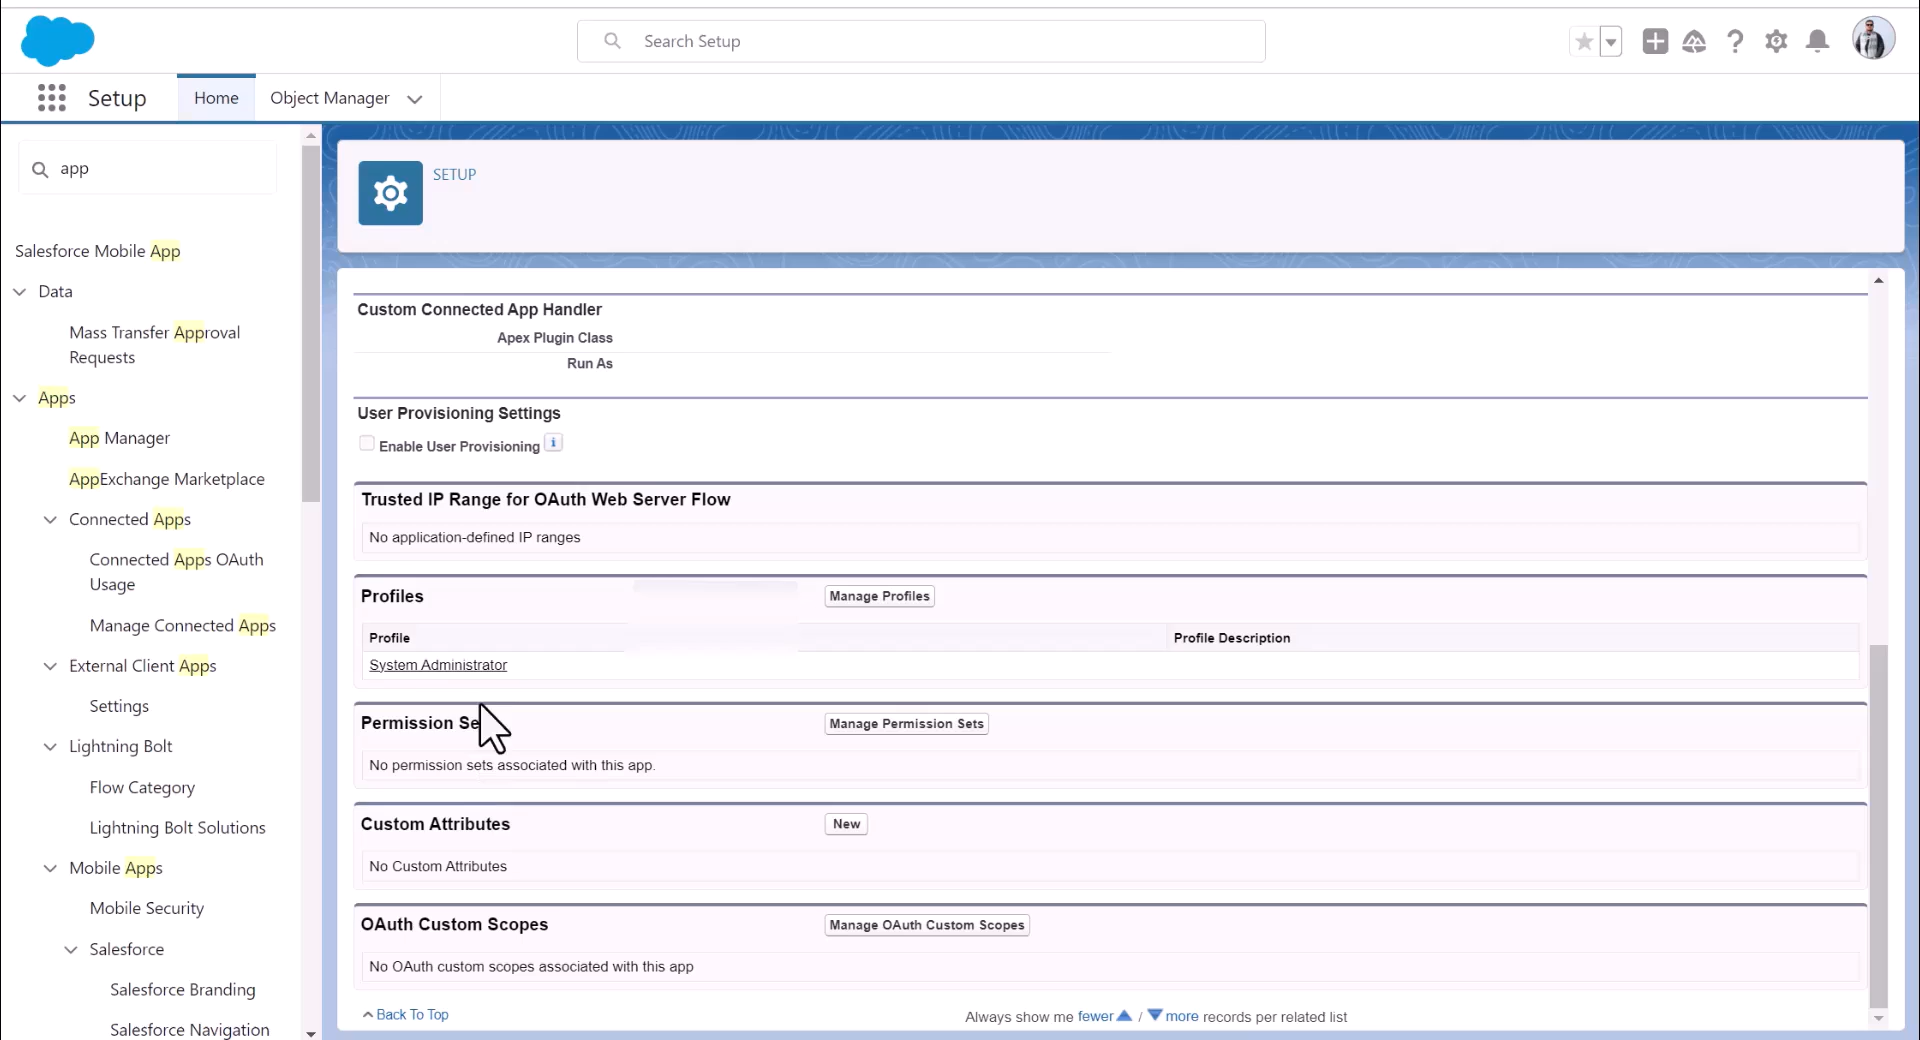 Search Setup
Setup
Home
Object Manager
app
Salesforce Mobile App
Data
Mass Transfer Approval
Requests
Apps
App Manager
AppExchange Marketplace
Connected Apps
Connected Apps OAuth
Usage
Manage Connected Apps
External Client Apps
Settings
Lightning Bolt
Flow Category
Lightning Bolt Solutions
Mobile Apps
Mobile Security
Salesforce
Salesforce Branding
Salesforce Navigation
SETUP
Custom Connected App Handler
Apex Plugin Class
Run As
User Provisioning Settings
Enable User Provisioning i
Trusted IP Range for OAuth Web Server Flow
No application-defined IP ranges
Profiles
Manage Profiles
Profile
Profile Description
System Administrator
Permission Se
Manage Permission Sets
No permission sets associated with this app.
Custom Attributes
New
No Custom Attributes
OAuth Custom Scopes
Manage OAuth Custom Scopes
No OAuth custom scopes associated with this app
Back To Top
Always show me fewer / more records per related list